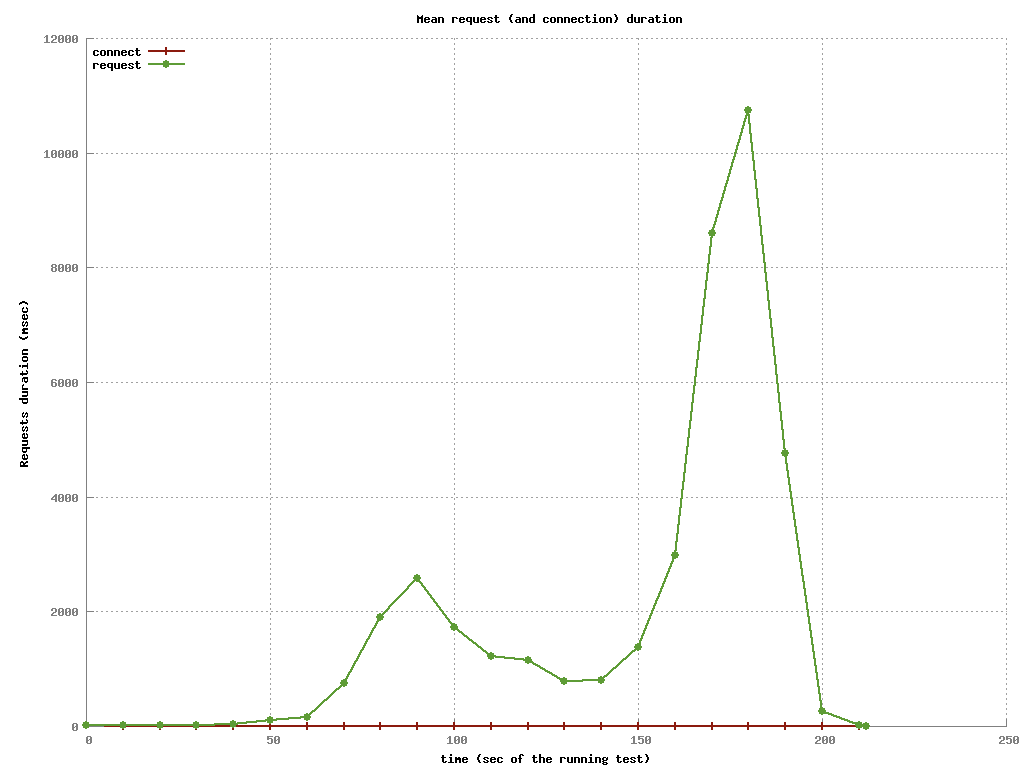 Mean request (and connection) duration
12000
connect
request
10000
8000
6000
4000
2000
0
Requests duration (msec)
0 50 100 150 200 250
time (sec of the running test)